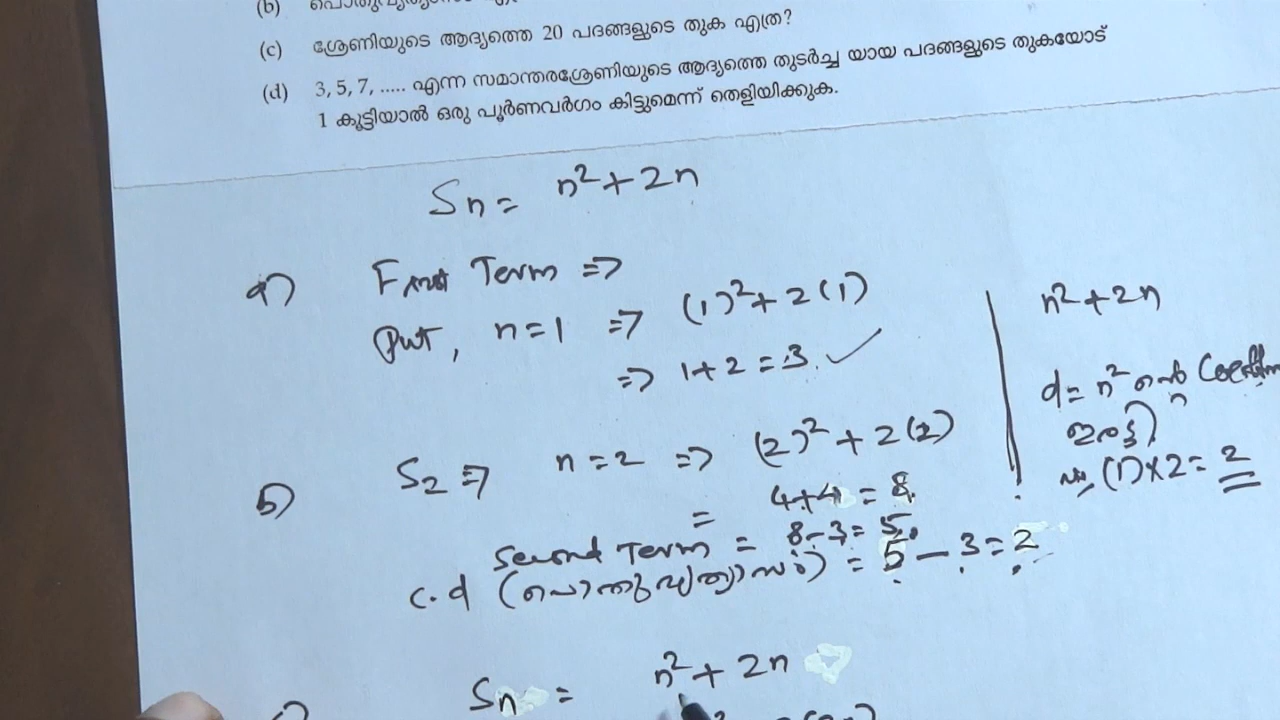 (b)
(c) ശ്രേണിയുടെ ആദ്യത്തെ 20 പദങ്ങളുടെ തുക എത്ര?
(d) 3, 5, 7, ..... എന്ന സമാന്തരശ്രേണിയുടെ ആദ്യത്തെ തുടർച്ച യായ പദങ്ങളുടെ തുകയോട്
1 കൂട്ടിയാൽ ഒരു പൂർണവർഗം കിട്ടുമെന്ന് തെളിയിക്കുക.
Sn = n²+2n
a) First Term ⇒
Put, n=1 ⇒ (1)²+2(1)
⇒ 1+2 = 3 ✓
b) S2 ⇒ n=2 ⇒ (2)²+2(2)
= 4+4 = 8
Second Term = 8-3=5
c.d (പൊതുവ്യത്യാസം) = 5 - 3 = 2
Sn = n²+2n
n²+2n
d = n² ന്റെ
ഇരട്ടി
(1)×2 = 2